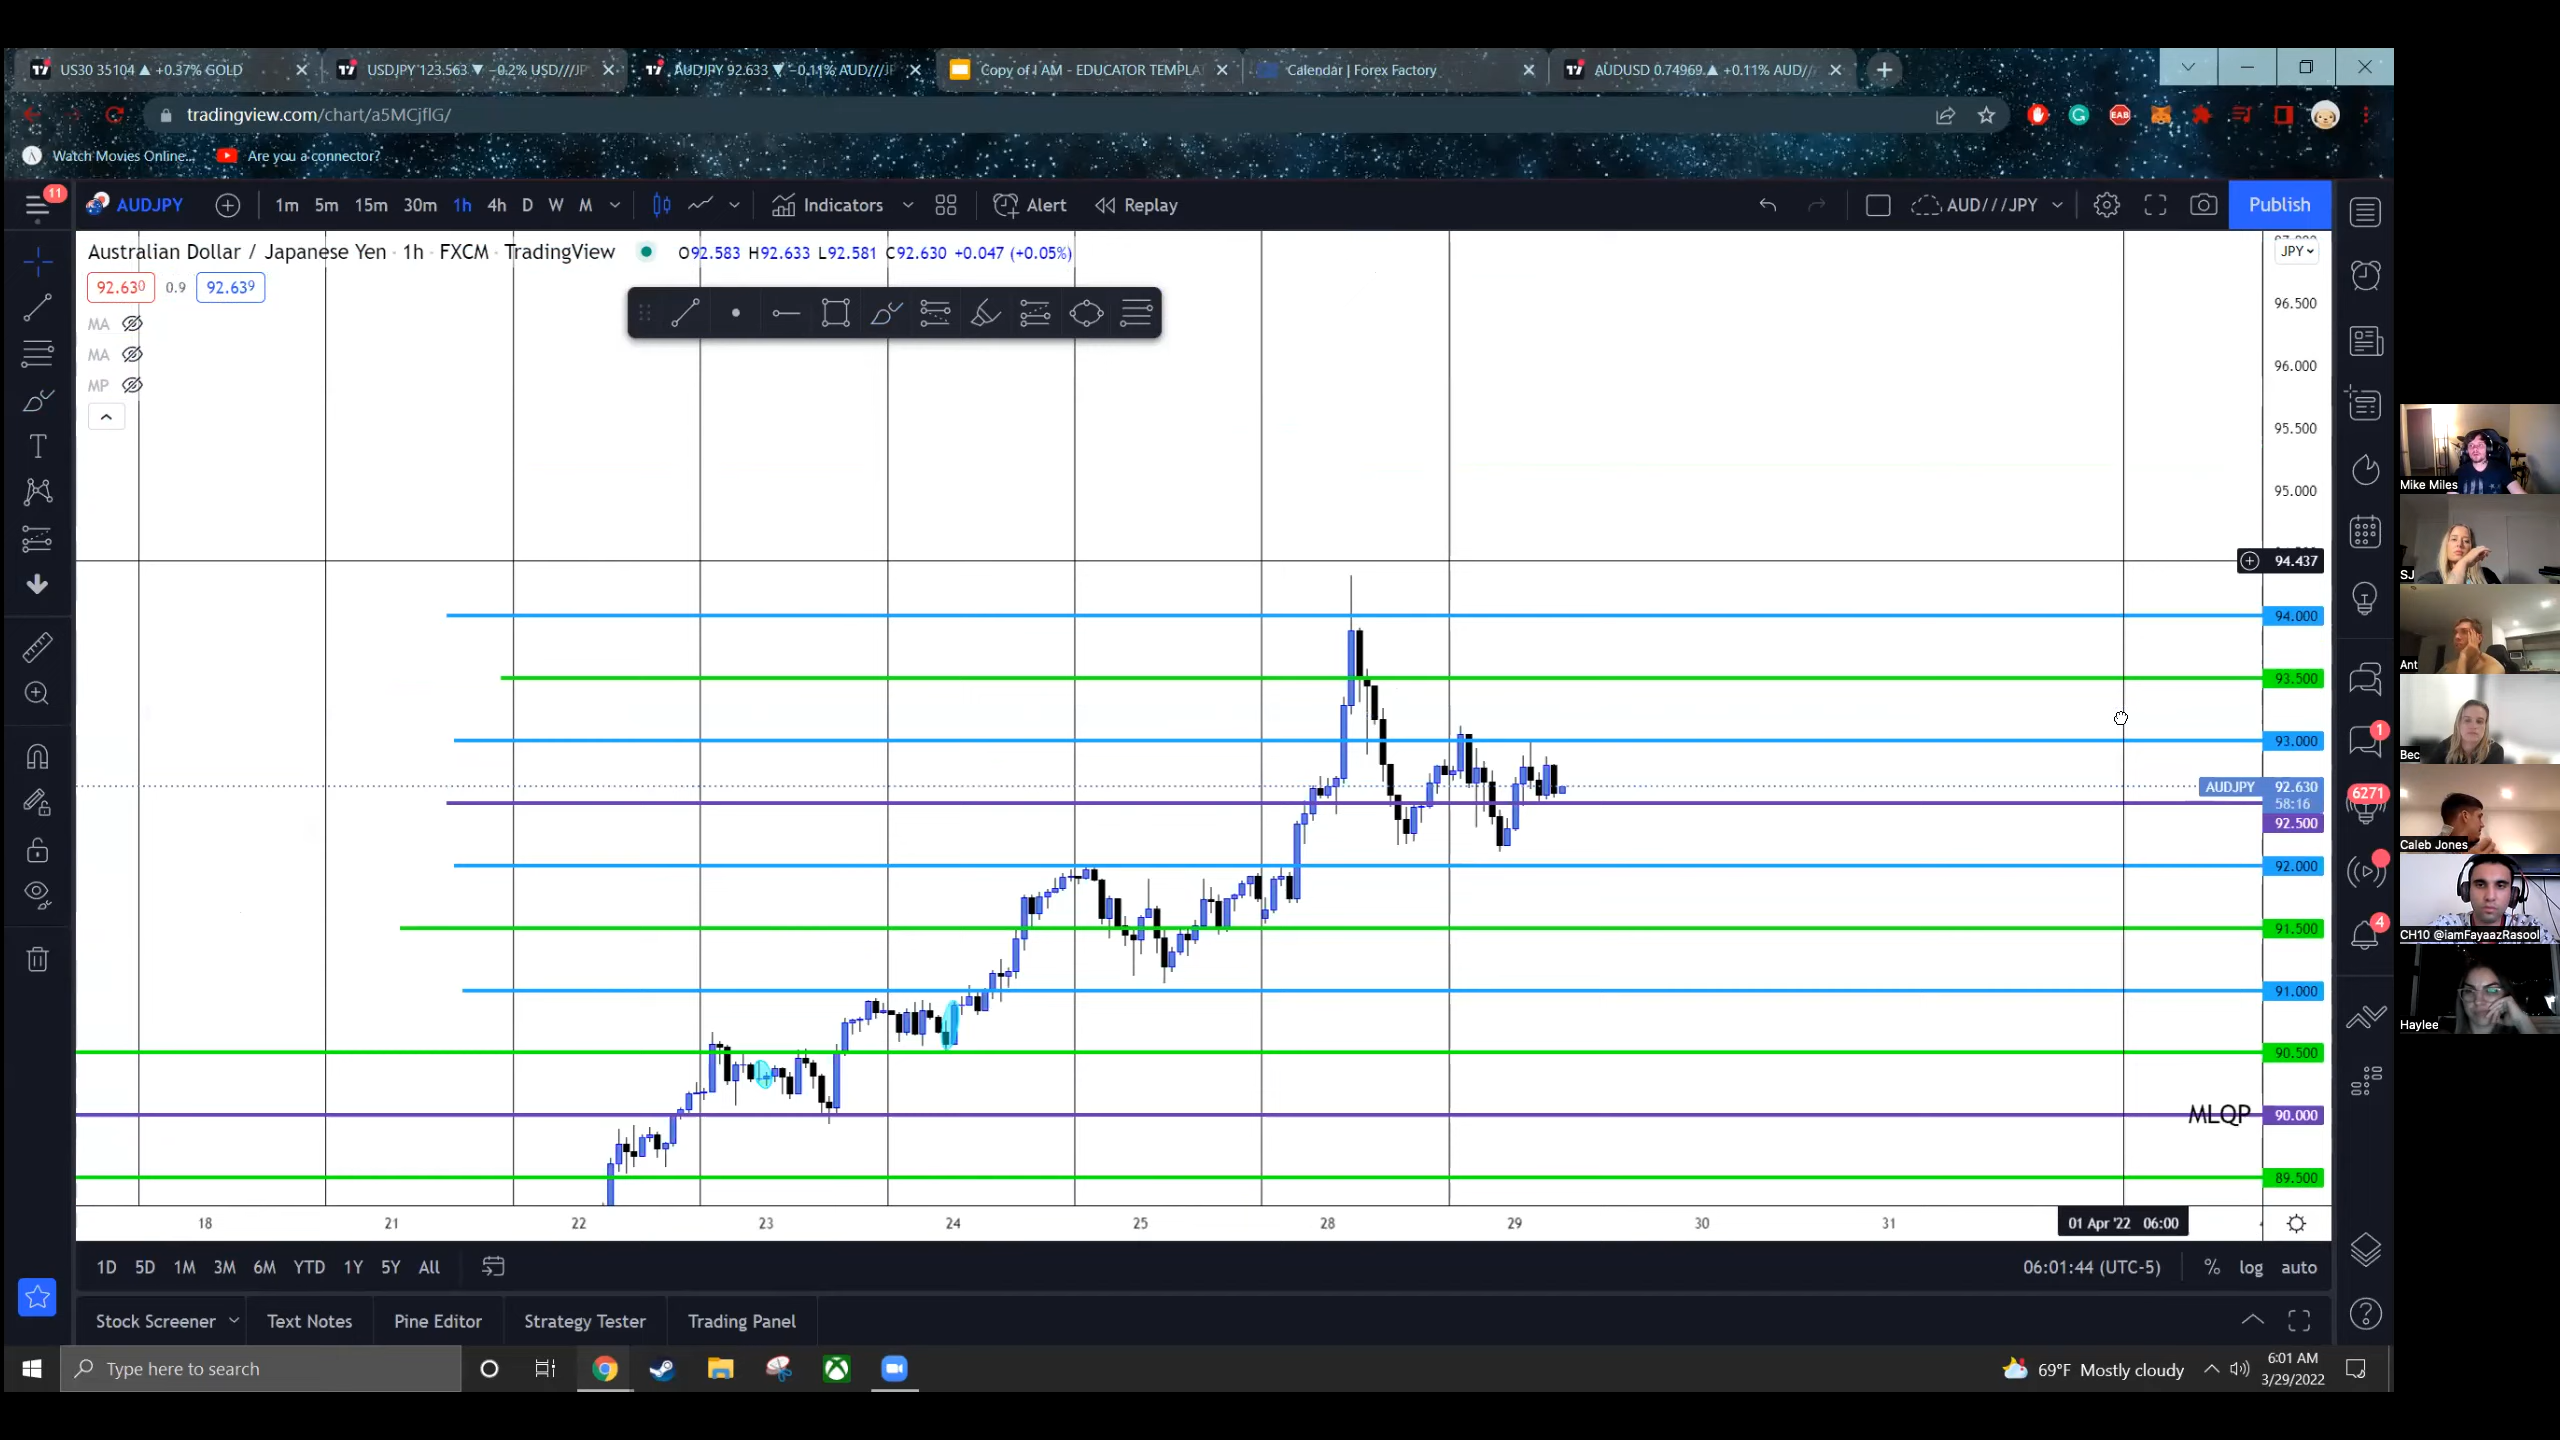 US30 35104 ▲ +0.37% GOLD
USDJPY 123.563 ▼ −0.2% USD///JP
AUDJPY 92.633 ▼ −0.11% AUD///JP
Copy of I AM - EDUCATOR TEMPLA
Calendar | Forex Factory
AUDUSD 0.74969 ▲ +0.11% AUD//
tradingview.com/chart/a5MCjflG/
EAB
Watch Movies Online...
Are you a connector?
11
AUDJPY
1m 5m 15m 30m 1h 4h D W M
Indicators
Alert
Replay
AUD///JPY
Publish
Australian Dollar / Japanese Yen · 1h · FXCM · TradingView
O92.583 H92.633 L92.581 C92.630 +0.047 (+0.05%)
JPY
92.630 0.9 92.639
MA
MA
MP
96.500
96.000
95.500
95.000
94.437
94.000
93.500
93.000
AUDJPY 92.630
58:16
92.500
92.000
91.500
91.000
90.500
MLQP 90.000
89.500
18 21 22 23 24 25 28 29 30 31
01 Apr '22 06:00
1D 5D 1M 3M 6M YTD 1Y 5Y All
06:01:44 (UTC-5)
% log auto
Stock Screener
Text Notes
Pine Editor
Strategy Tester
Trading Panel
Type here to search
69°F Mostly cloudy
6:01 AM
3/29/2022
1
6271
4
Mike Miles
SJ
Ant
Bec
Caleb Jones
CH10 @iamFayaazRasool
Haylee